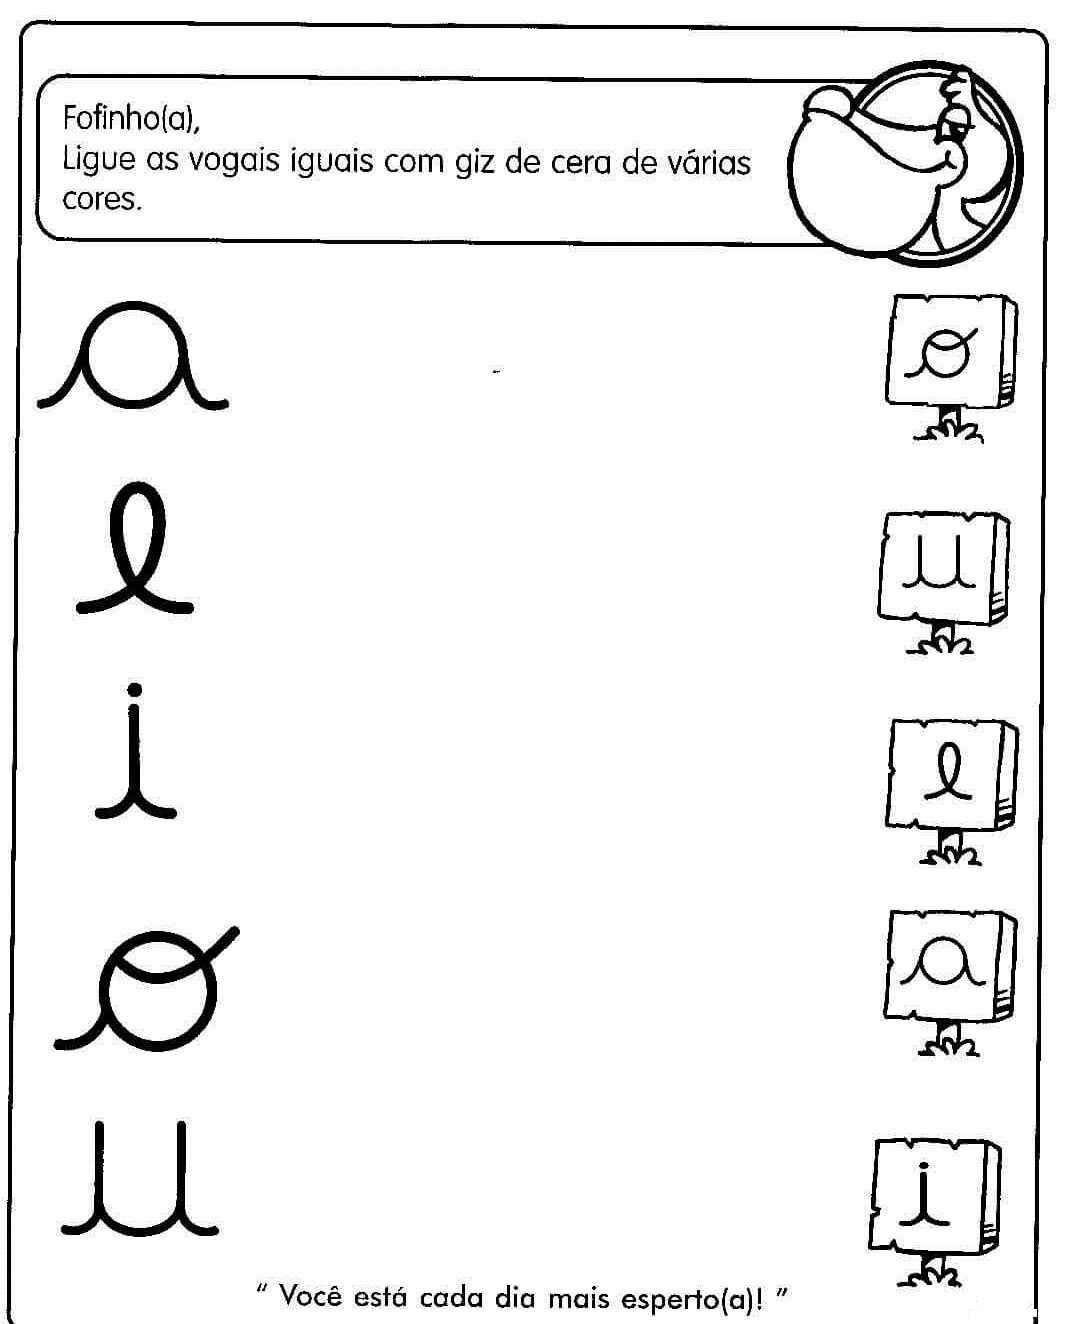 Fofinho(a),
Ligue as vogais iguais com giz de cera de várias
cores.
a o
e u
i e
o a
u i
“ Você está cada dia mais esperto(a)! ”